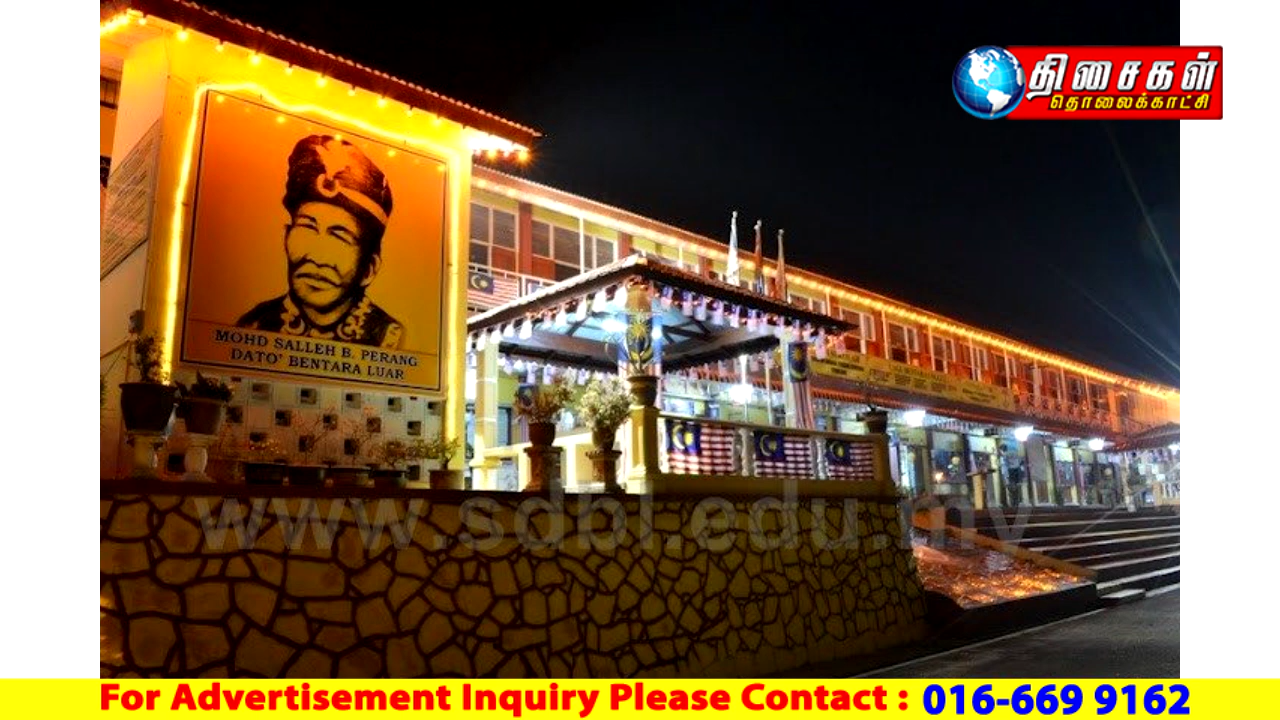 திசைகள்
தொலைக்காட்சி
MOHD SALLEH B. PERANG
DATO' BENTARA LUAR
www.sdbl.edu.my
For Advertisement Inquiry Please Contact : 016-669 9162